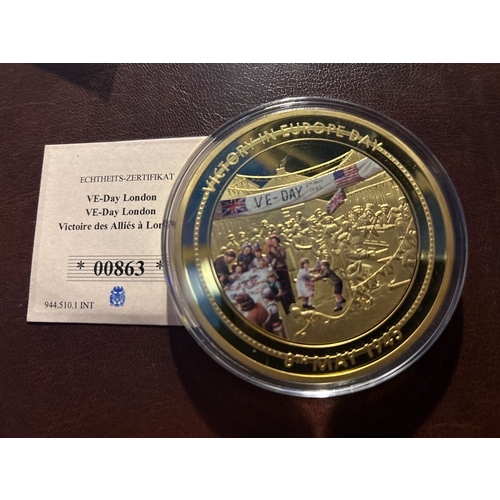 ECHTHEITS-ZERTIFIKAT
VE-Day London
VE-Day London
Victoire des Alliés à Lon
* 00863 *
944.510.1 INT
VICTORY IN EUROPE DAY
VE-DAY
8TH MAY 1945